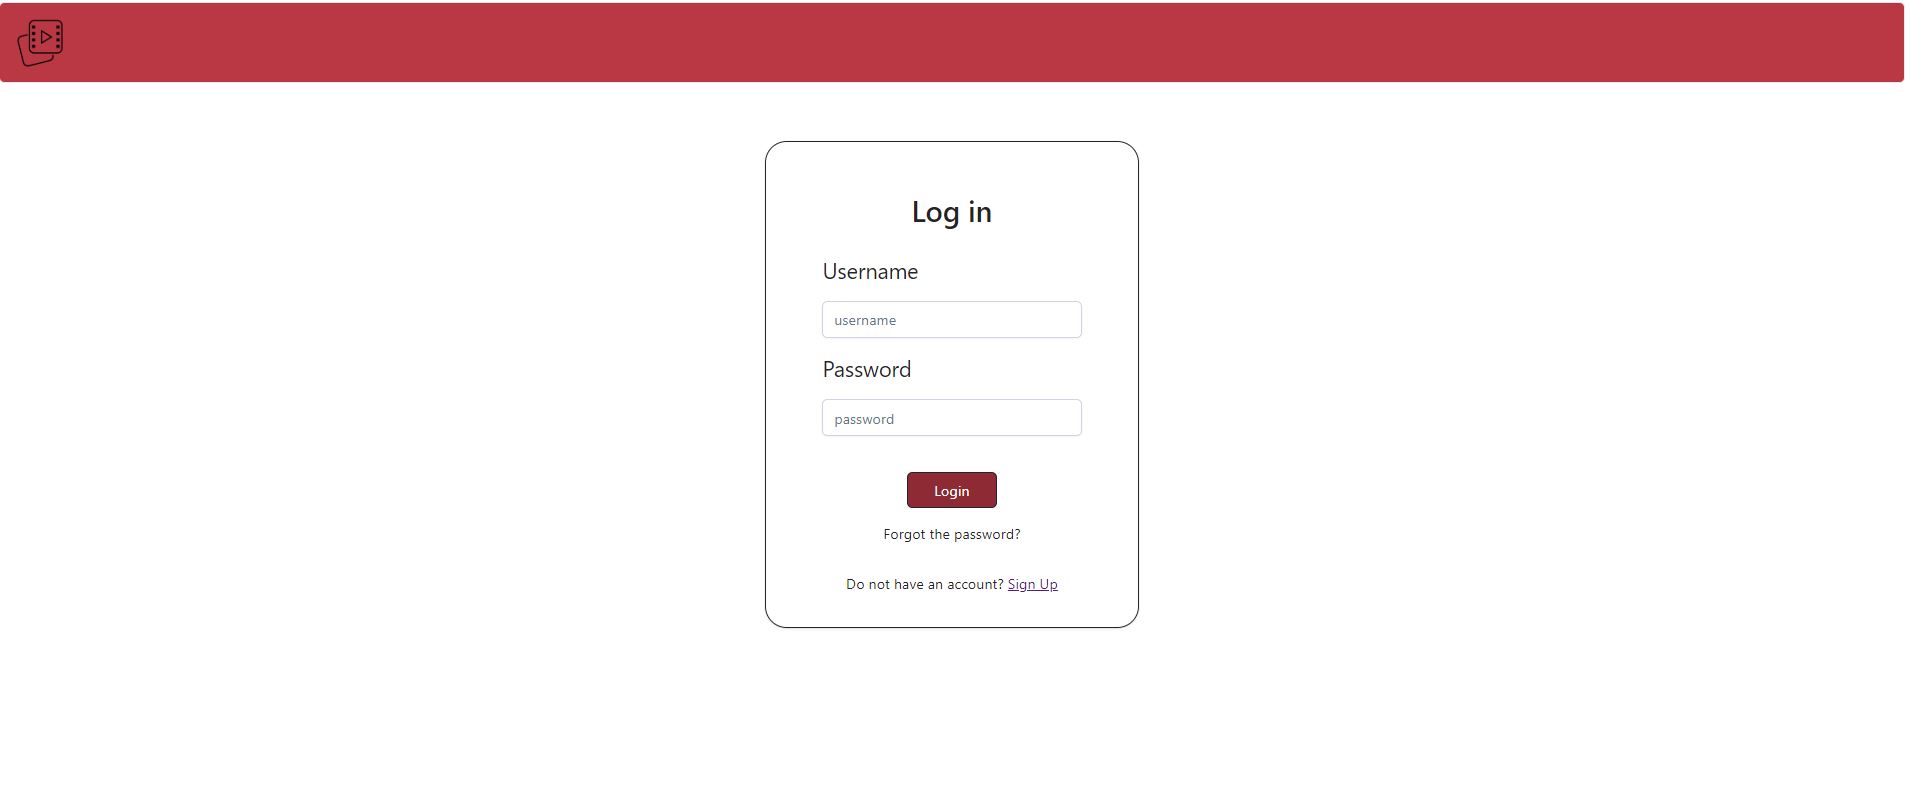 Log in
Username
username
Password
password
Login
Forgot the password?
Do not have an account? Sign Up